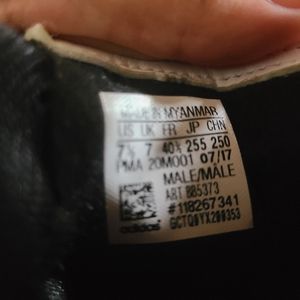 MADE IN MYANMAR
US UK FR JP CHN
7½ 7 40⅔ 255 250
PMA 20M001 07/17
MALE/MALE
ART BB5373
#118267341
adidas